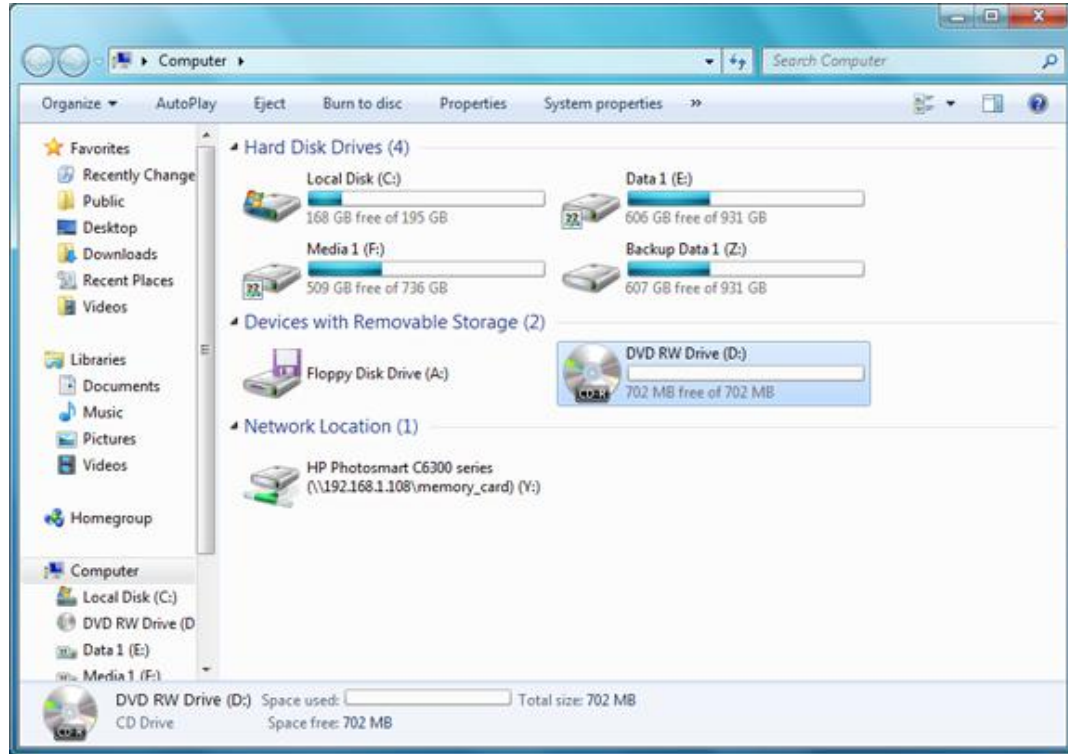 Computer
Search Computer
Organize AutoPlay Eject Burn to disc Properties System properties »
Favorites
Recently Change
Public
Desktop
Downloads
Recent Places
Videos
Libraries
Documents
Music
Pictures
Videos
Homegroup
Computer
Local Disk (C:)
DVD RW Drive (D
Data 1 (E:)
Media 1 (F:)
Hard Disk Drives (4)
Local Disk (C:)
168 GB free of 195 GB
Data 1 (E:)
606 GB free of 931 GB
Media 1 (F:)
509 GB free of 736 GB
Backup Data 1 (Z:)
607 GB free of 931 GB
Devices with Removable Storage (2)
Floppy Disk Drive (A:)
DVD RW Drive (D:)
CD-R
702 MB free of 702 MB
Network Location (1)
HP Photosmart C6300 series
(\\192.168.1.108\memory_card) (Y:)
DVD RW Drive (D:) Space used: Total size: 702 MB
CD Drive Space free: 702 MB
CD-R